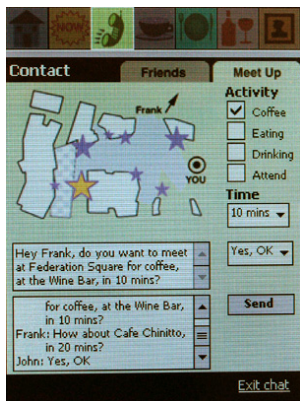 NOW
Contact
Friends
Meet Up
Frank
YOU
Activity
Coffee
Eating
Drinking
Attend
Time
10 mins
Yes, OK
Hey Frank, do you want to meet
at Federation Square for coffee,
at the Wine Bar, in 10 mins?
for coffee, at the Wine Bar,
in 10 mins?
Frank: How about Cafe Chinitto,
in 20 mins?
John: Yes, OK
Send
Exit chat